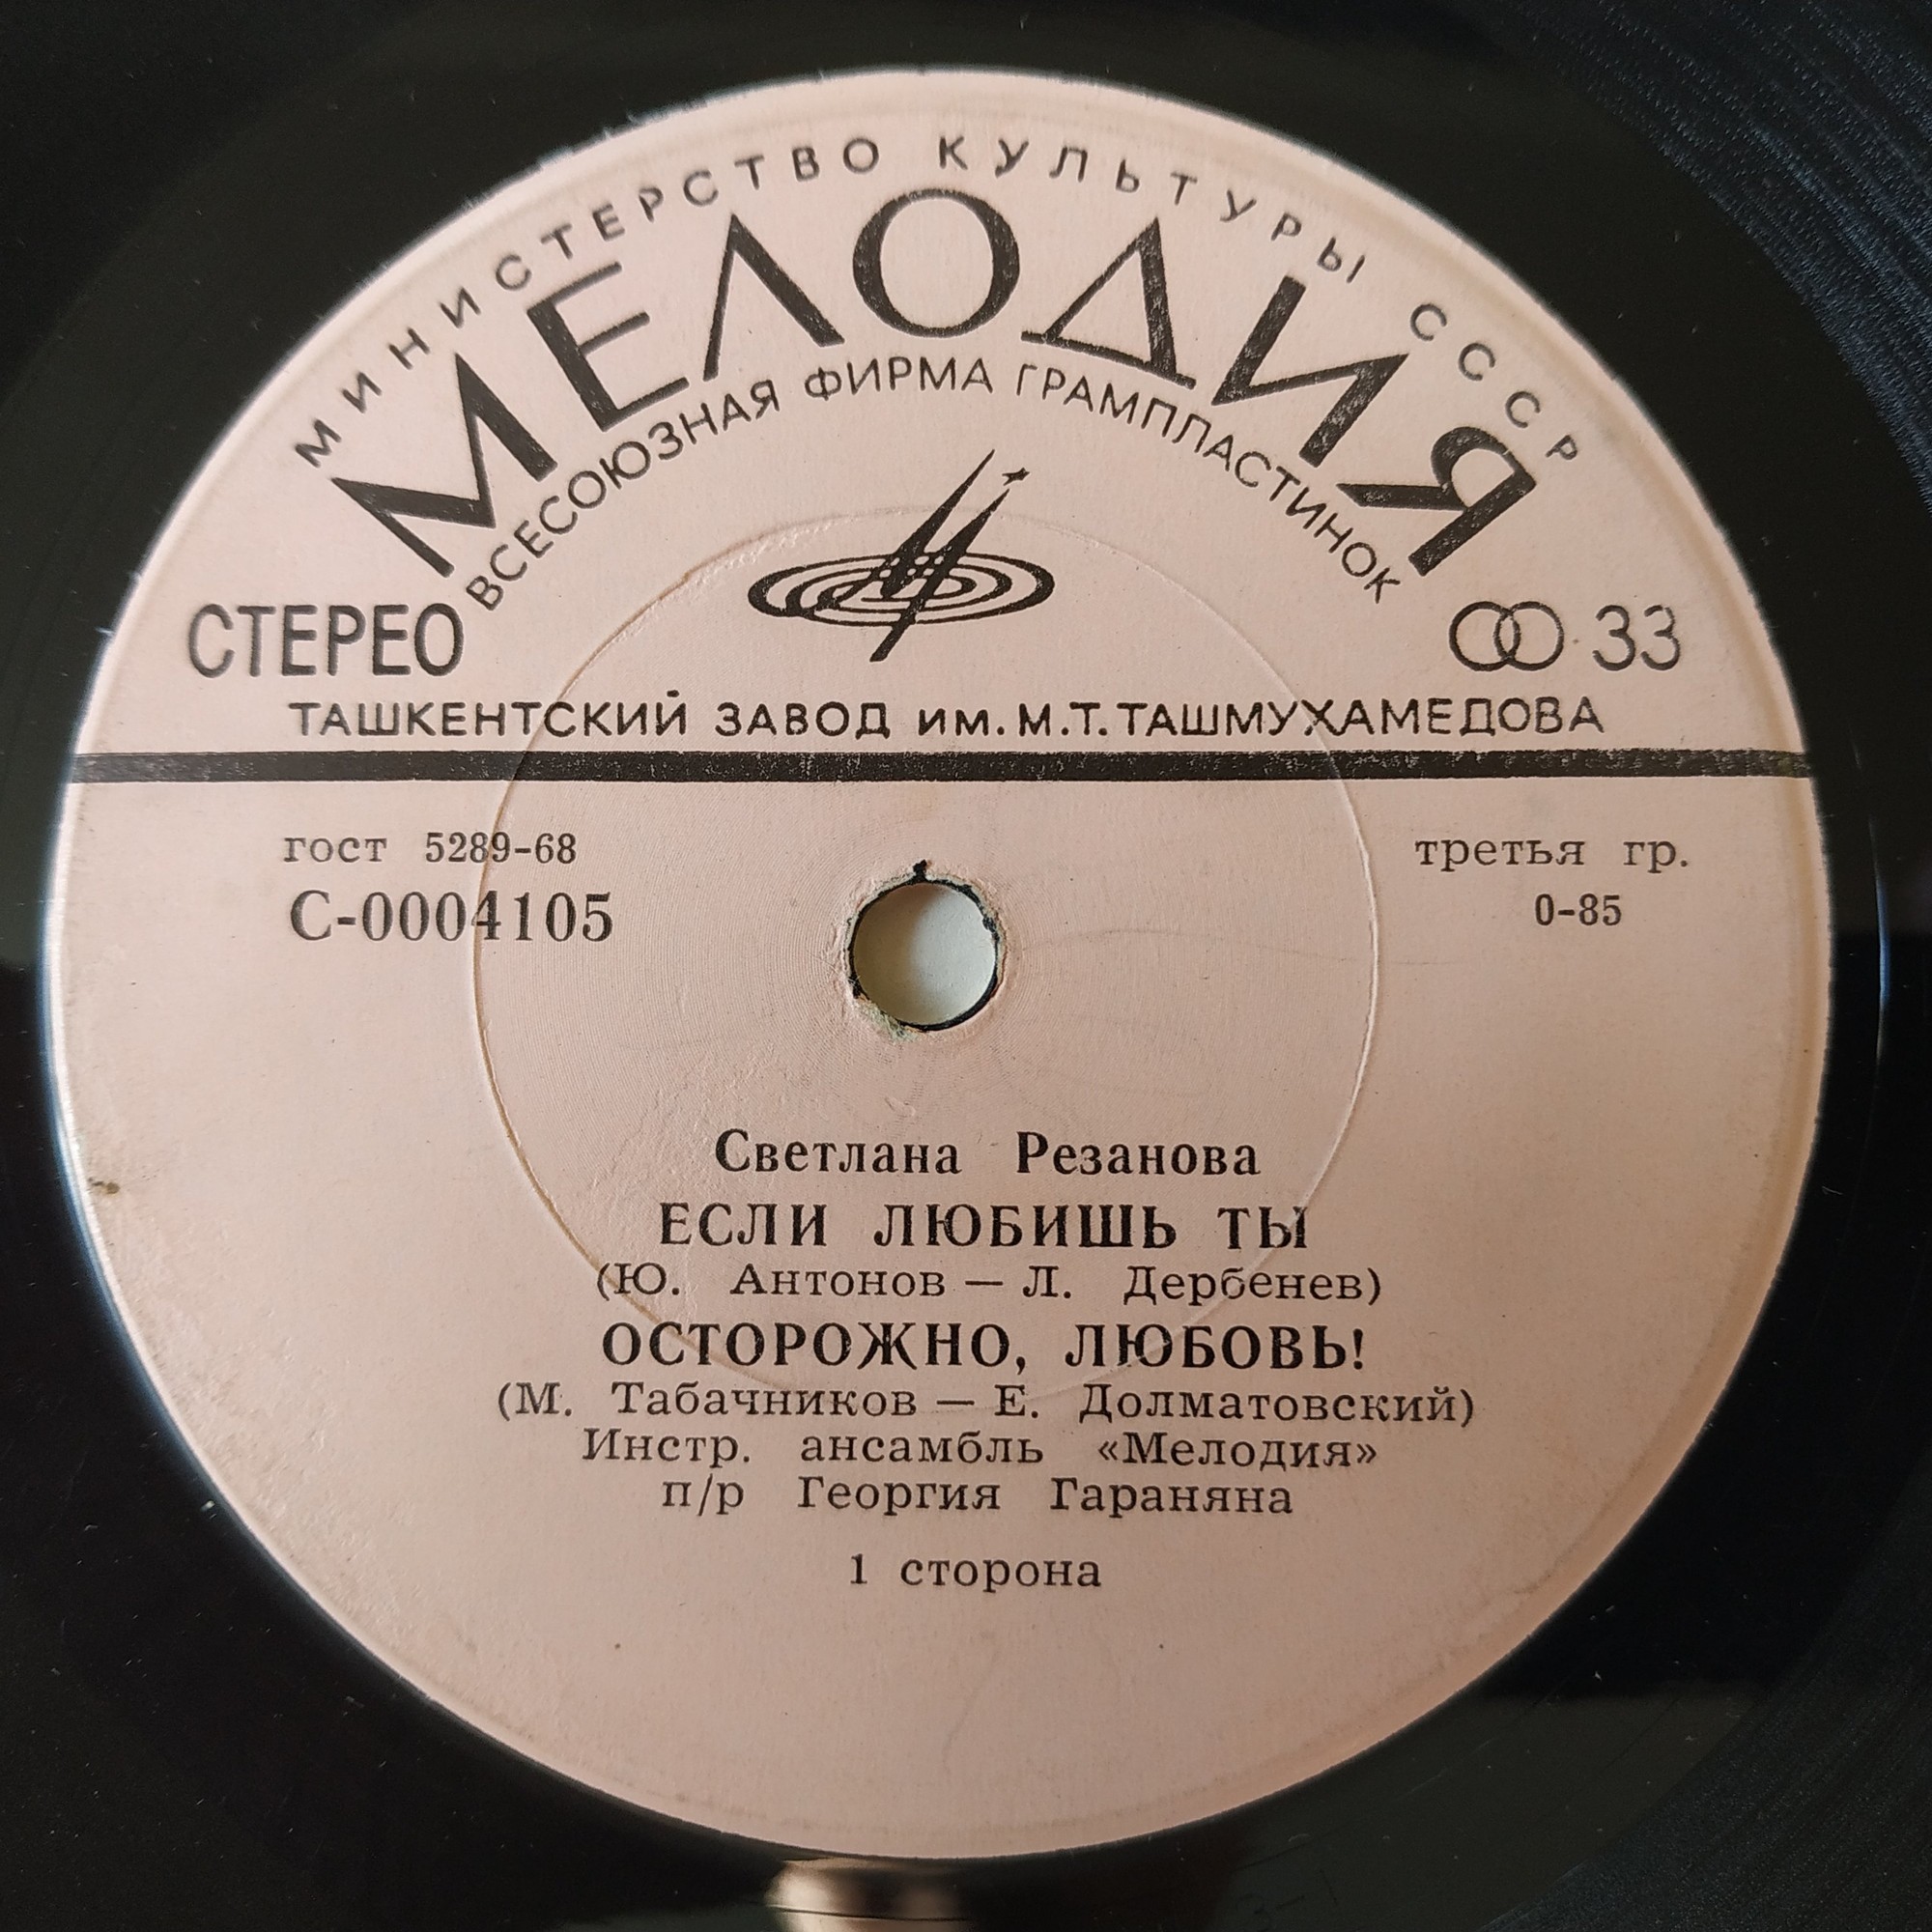 МИНИСТЕРСТВО КУЛЬТУРЫ СССР
МЕЛОДИЯ
ВСЕСОЮЗНАЯ ФИРМА ГРАМПЛАСТИНОК
СТЕРЕО
33
ТАШКЕНТСКИЙ ЗАВОД им. М.Т. ТАШМУХАМЕДОВА
гост 5289-68
третья гр.
С-0004105
0-85
Светлана Резанова
ЕСЛИ ЛЮБИШЬ ТЫ
(Ю. Антонов — Л. Дербенев)
ОСТОРОЖНО, ЛЮБОВЬ!
(М. Табачников — Е. Долматовский)
Инстр. ансамбль «Мелодия»
п/р Георгия Гараняна
1 сторона